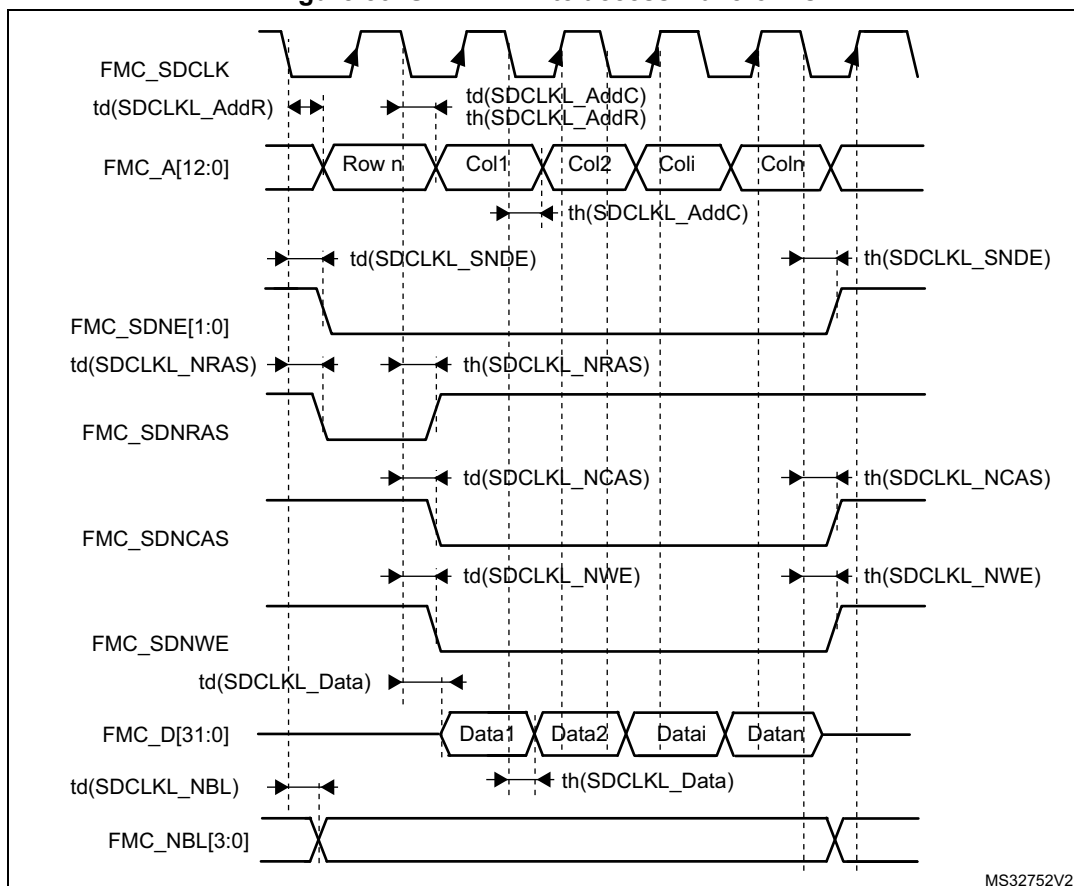 FMC_SDCLK
td(SDCLKL_AddR)
td(SDCLKL_AddC)
th(SDCLKL_AddR)
FMC_A[12:0]
Row n
Col1
Col2
Coli
Coln
th(SDCLKL_AddC)
td(SDCLKL_SNDE)
th(SDCLKL_SNDE)
FMC_SDNE[1:0]
td(SDCLKL_NRAS)
th(SDCLKL_NRAS)
FMC_SDNRAS
td(SDCLKL_NCAS)
th(SDCLKL_NCAS)
FMC_SDNCAS
td(SDCLKL_NWE)
th(SDCLKL_NWE)
FMC_SDNWE
td(SDCLKL_Data)
FMC_D[31:0]
Data1
Data2
Datai
Datan
td(SDCLKL_NBL)
th(SDCLKL_Data)
FMC_NBL[3:0]
MS32752V2